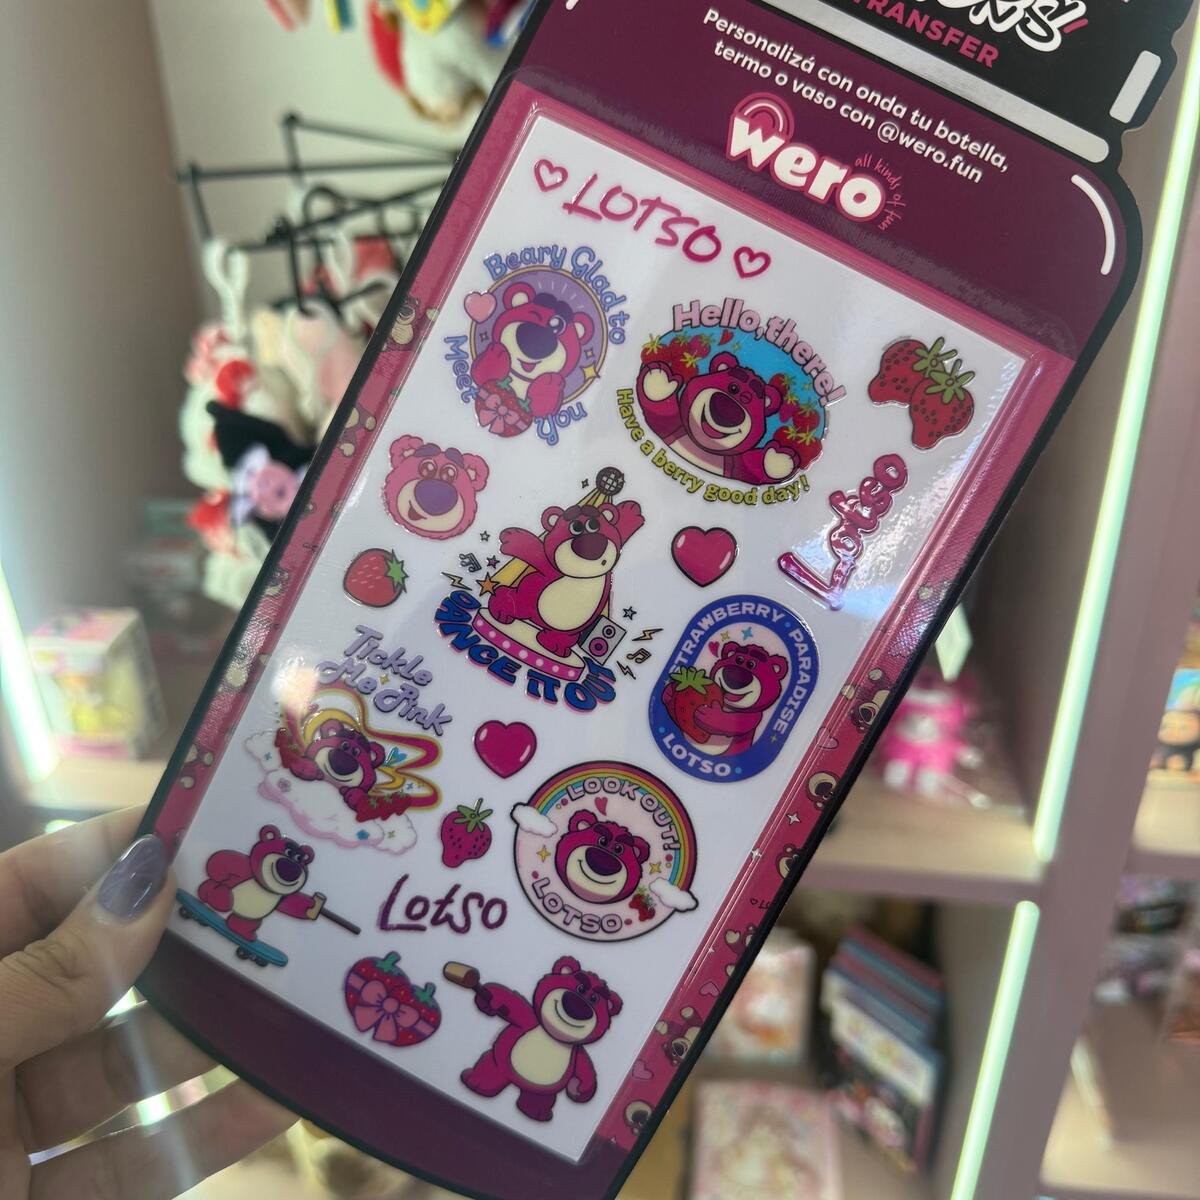 TRANSFER
Personalizá con onda tu botella,
termo o vaso con @wero.fun
wero
all kinds of fun
LOTSO
Beary Glad to
Meet You
Hello, there!
Have a berry good day!
Lotso
DANCE IT OUT
STRAWBERRY PARADISE
LOTSO
Tickle
Me Pink
LOOK OUT!
LOTSO
Lotso